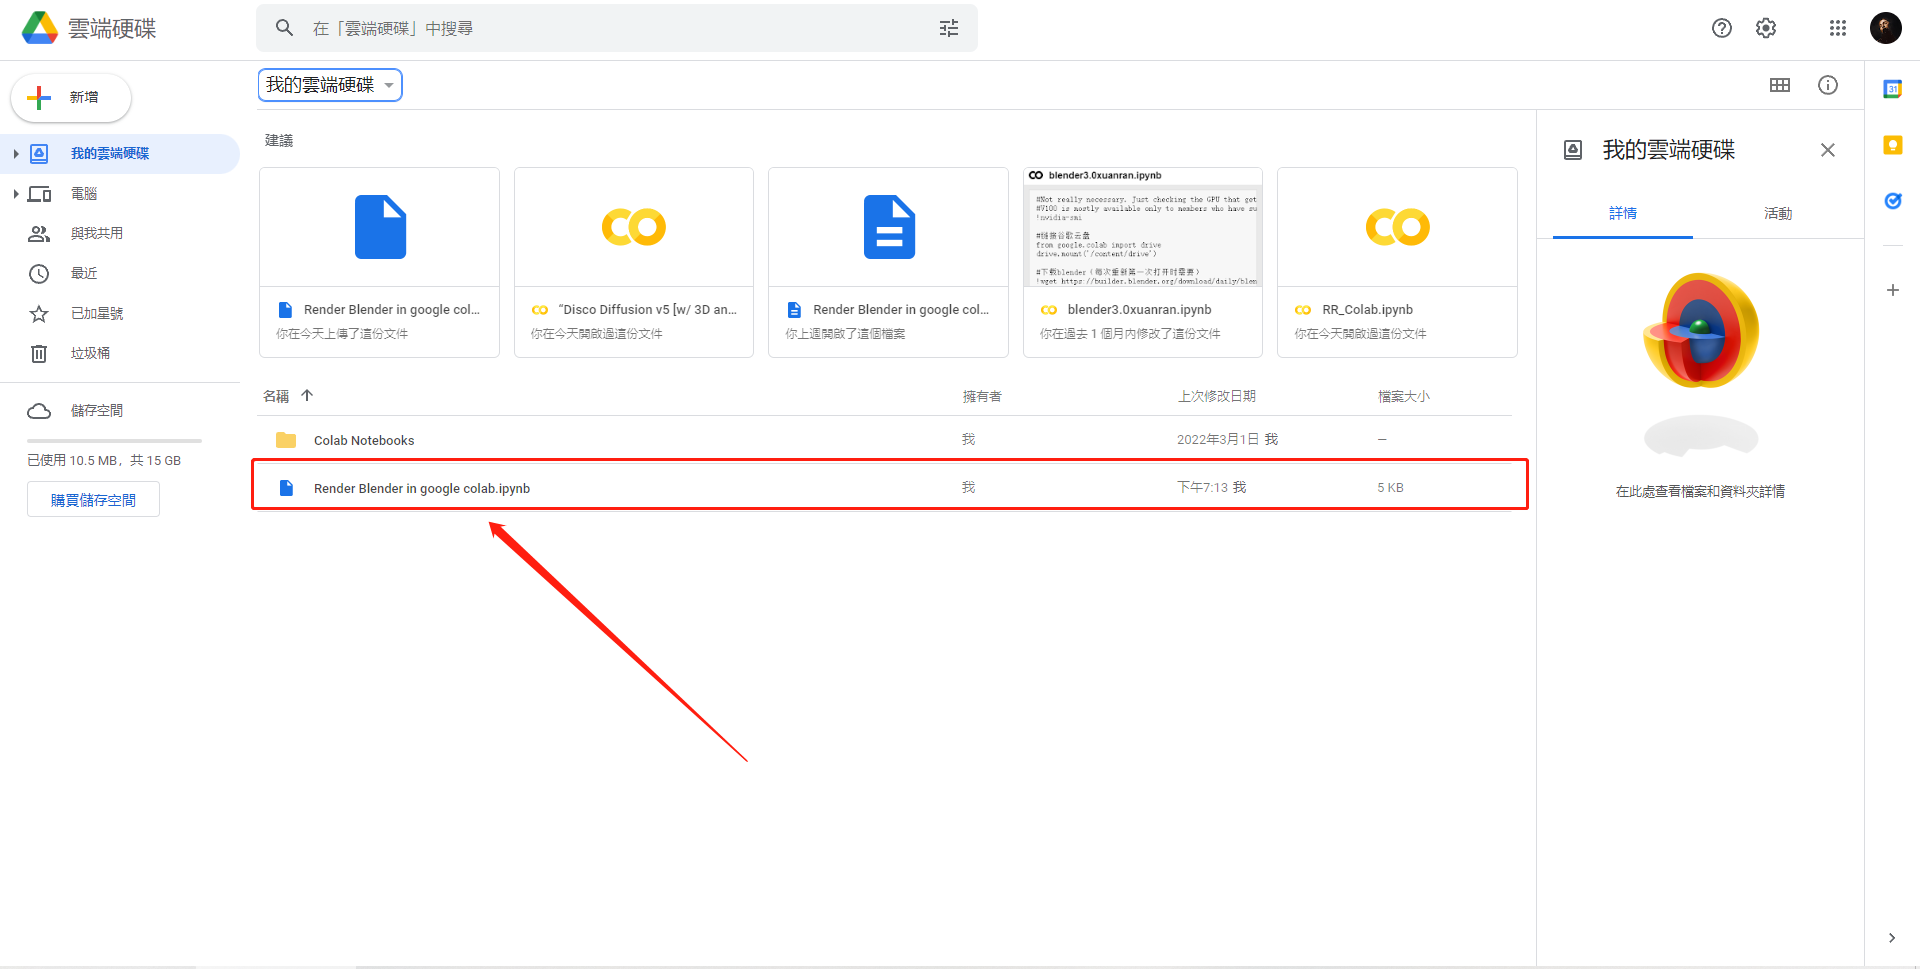 雲端硬碟
在「雲端硬碟」中搜尋
新增
我的雲端硬碟
電腦
與我共用
最近
已加星號
垃圾桶
儲存空間
已使用 10.5 MB，共 15 GB
購買儲存空間
我的雲端硬碟
建議
Render Blender in google col...
你在今天上傳了這份文件
“Disco Diffusion v5 [w/ 3D an...
你在今天開啟過這份文件
Render Blender in google col...
你上週開啟了這個檔案
blender3.0xuanran.ipynb
#Not really necessary. Just checking the GPU that get
#V100 is mostly available only to members who have su
!nvidia-smi
#链接谷歌云盘
from google.colab import drive
drive.mount('/content/drive')
#下载blender（每次重新第一次打开时需要）
!wget https://builder.blender.org/download/daily/blen
blender3.0xuanran.ipynb
你在過去 1 個月內修改了這份文件
RR_Colab.ipynb
你在今天開啟過這份文件
名稱 擁有者 上次修改日期 檔案大小
Colab Notebooks 我 2022年3月1日 我 —
Render Blender in google colab.ipynb 我 下午7:13 我 5 KB
我的雲端硬碟
詳情 活動
在此處查看檔案和資料夾詳情
31